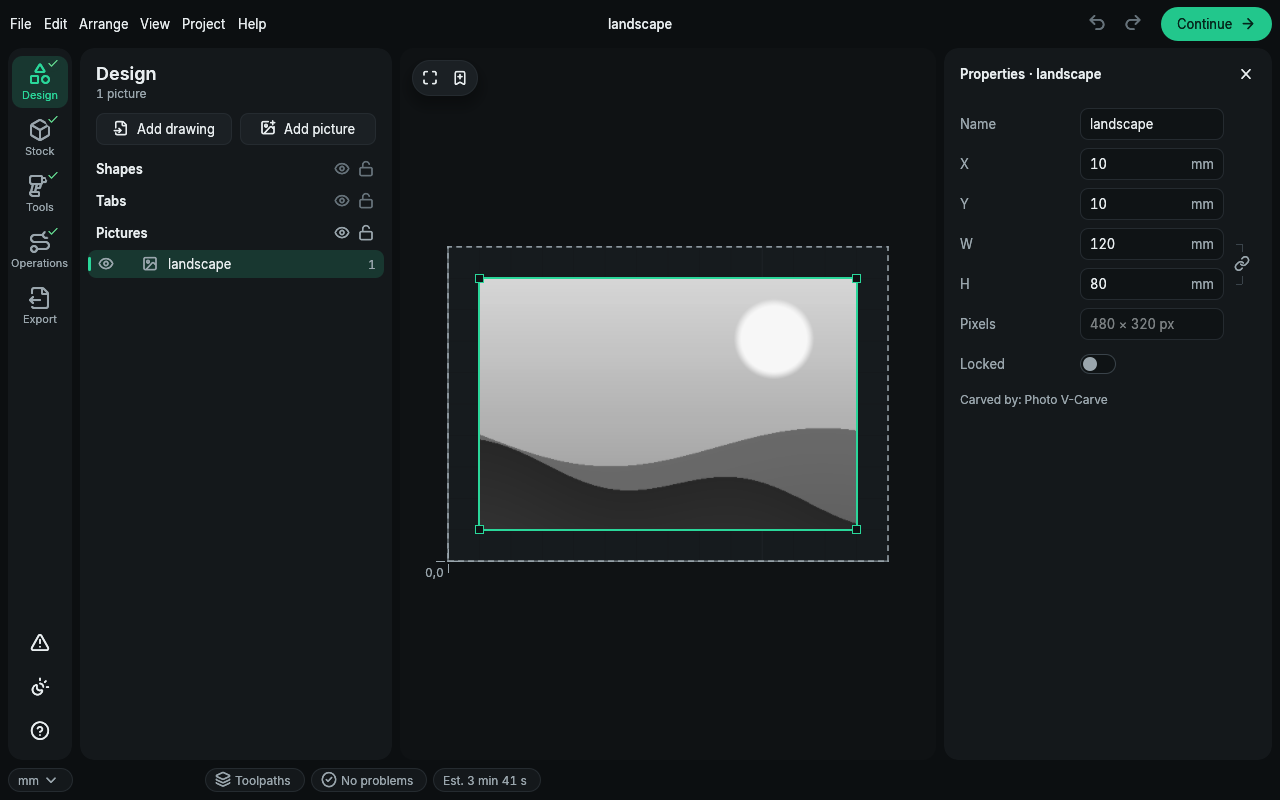 File Edit Arrange View Project Help
landscape
Continue
Design
Stock
Tools
Operations
Export
Design
1 picture
Add drawing
Add picture
Shapes
Tabs
Pictures
landscape 1
0,0
Properties · landscape
Name landscape
X 10 mm
Y 10 mm
W 120 mm
H 80 mm
Pixels 480 × 320 px
Locked
Carved by: Photo V-Carve
mm
Toolpaths
No problems
Est. 3 min 41 s